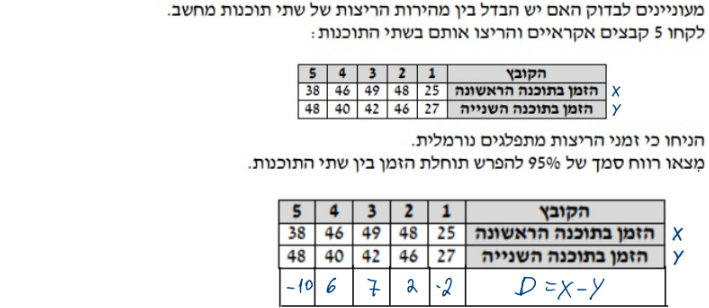 מעוניינים לבדוק האם יש הבדל בין מהירות הריצות של שתי תוכנות מחשב.
לקחו 5 קבצים אקראיים והריצו אותם בשתי התוכנות:
הקובץ 1 2 3 4 5
X הזמן בתוכנה הראשונה 25 48 49 46 38
Y הזמן בתוכנה השנייה 27 46 42 40 48
הניחו כי זמני הריצות מתפלגים נורמלית.
מִצאו רווח סמך של 95% להפרש תוחלת הזמן בין שתי התוכנות.
הקובץ 1 2 3 4 5
X הזמן בתוכנה הראשונה 25 48 49 46 38
Y הזמן בתוכנה השנייה 27 46 42 40 48
D = X - Y -2 2 7 6 -10